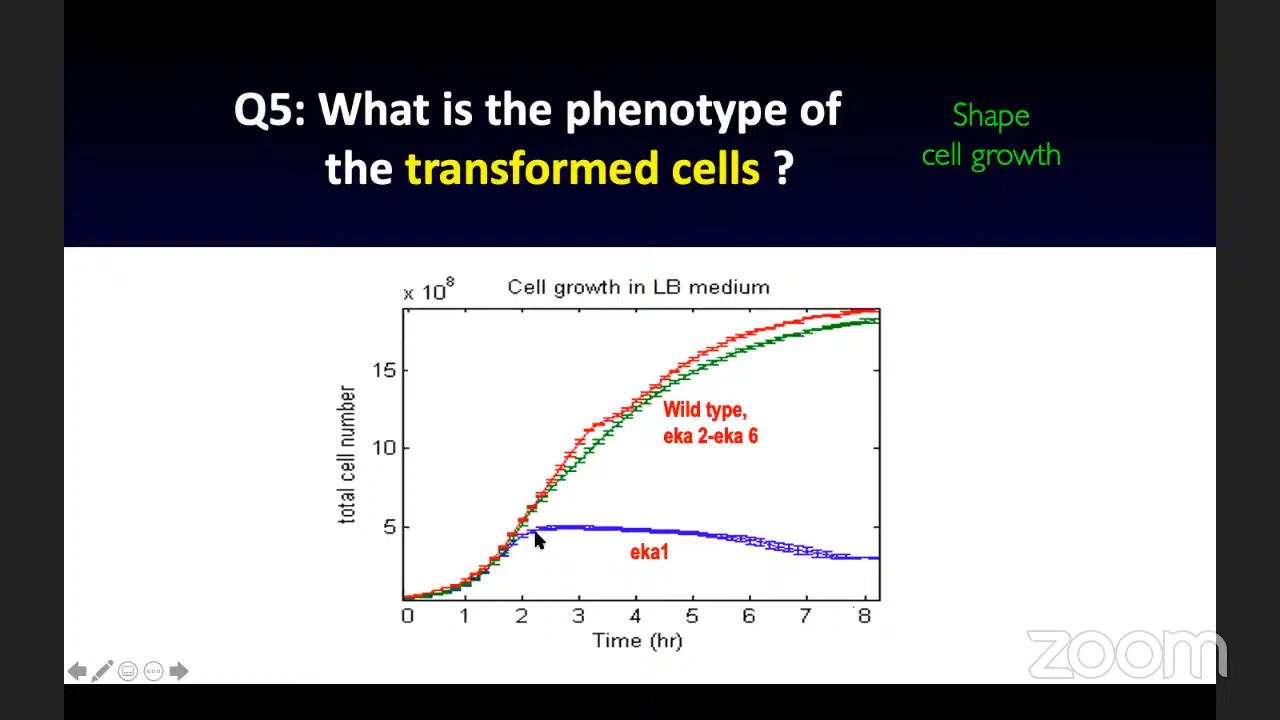 Q5: What is the phenotype of
the transformed cells ?
Shape
cell growth
x 10^8
Cell growth in LB medium
total cell number
15
10
5
Wild type,
eka 2-eka 6
eka1
0 1 2 3 4 5 6 7 8
Time (hr)
zoom